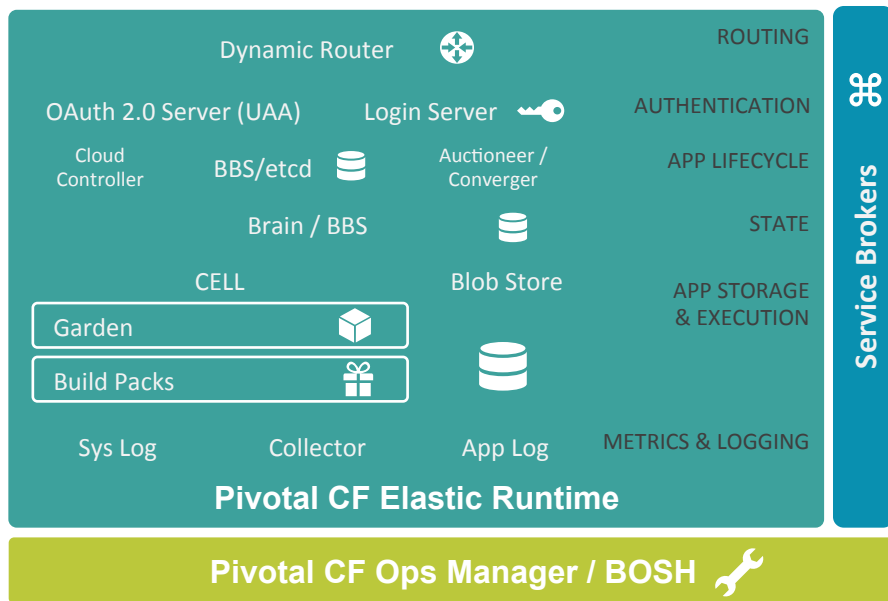 Dynamic Router
ROUTING
OAuth 2.0 Server (UAA)
Login Server
AUTHENTICATION
Cloud
Controller
BBS/etcd
Auctioneer /
Converger
APP LIFECYCLE
Brain / BBS
STATE
CELL
Blob Store
APP STORAGE
& EXECUTION
Garden
Build Packs
Sys Log
Collector
App Log
METRICS & LOGGING
Pivotal CF Elastic Runtime
Service Brokers
Pivotal CF Ops Manager / BOSH